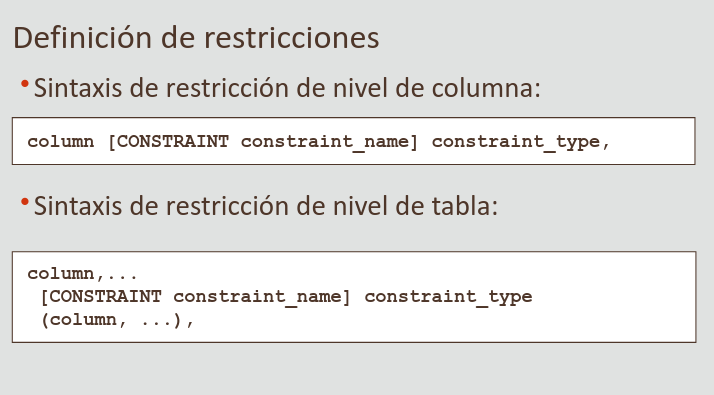 Definición de restricciones
•Sintaxis de restricción de nivel de columna:
column [CONSTRAINT constraint_name] constraint_type,
•Sintaxis de restricción de nivel de tabla:
column,...
[CONSTRAINT constraint_name] constraint_type
(column, ...),